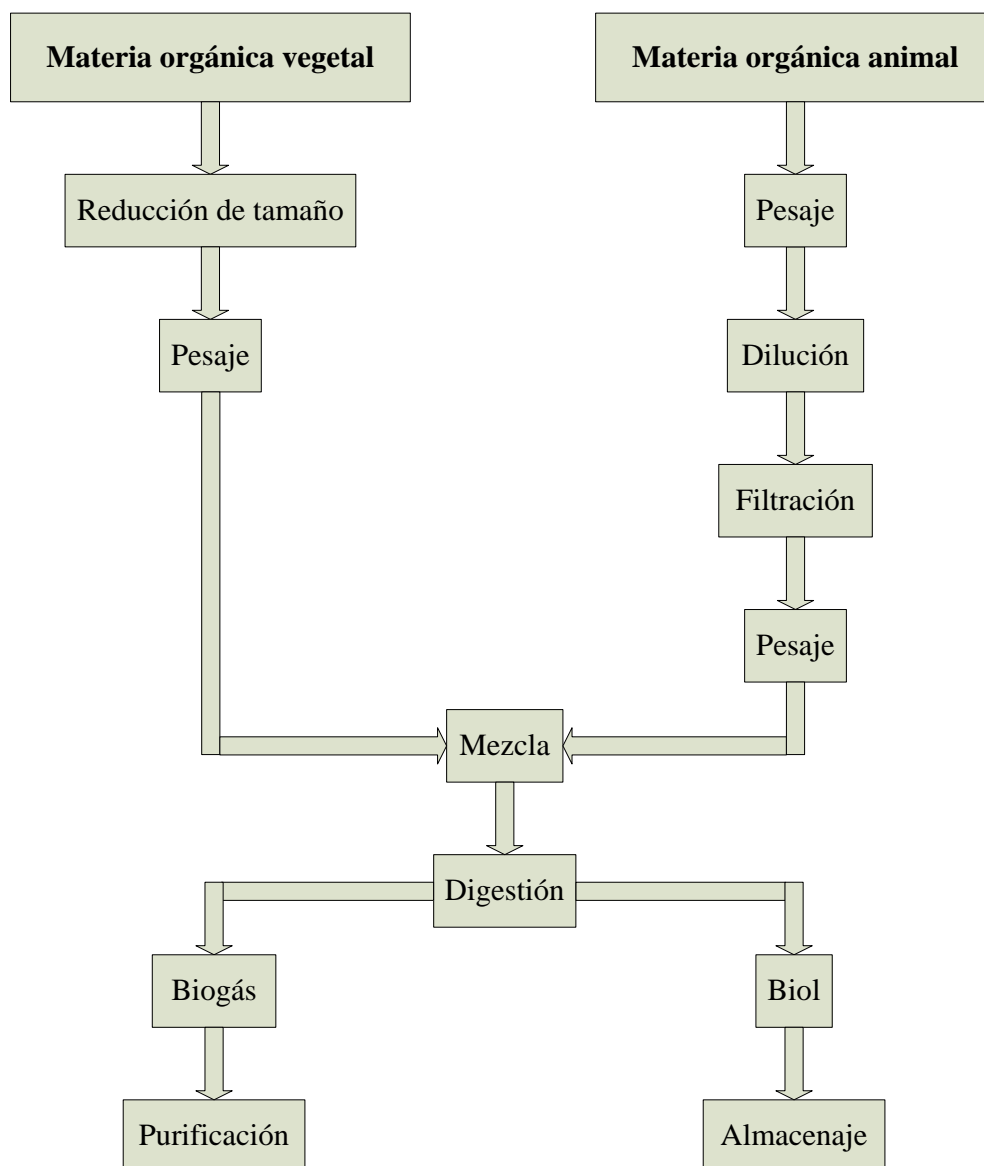 Materia orgánica vegetal
Materia orgánica animal
Reducción de tamaño
Pesaje
Pesaje
Dilución
Filtración
Pesaje
Mezcla
Digestión
Biogás
Biol
Purificación
Almacenaje